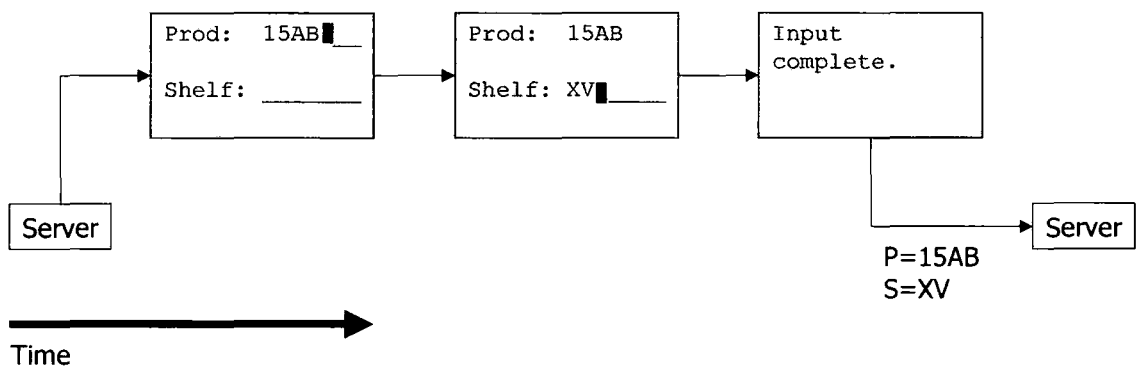 Prod: 15AB
Shelf:
Prod: 15AB
Shelf: XV
Input
complete.
Server
Server
P=15AB
S=XV
Time